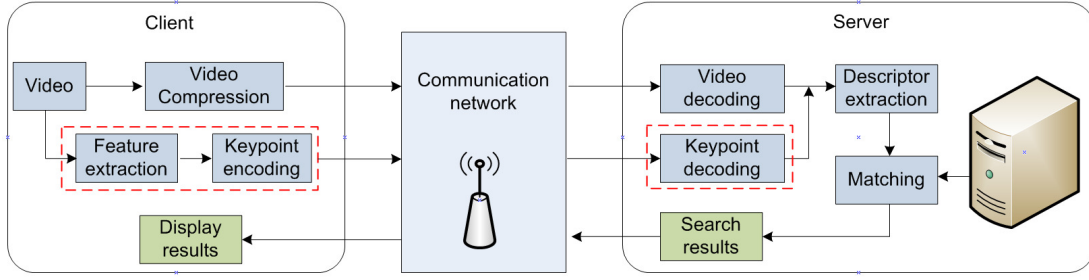 Client
Video
Video
Compression
Feature
extraction
Keypoint
encoding
Display
results
Communication
network
Server
Video
decoding
Descriptor
extraction
Keypoint
decoding
Matching
Search
results